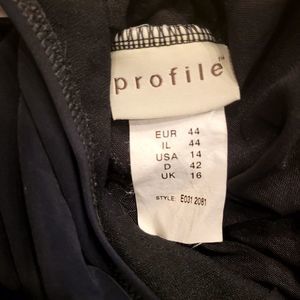 profile™
EUR 44
IL 44
USA 14
D 42
UK 16
STYLE: E031 2081